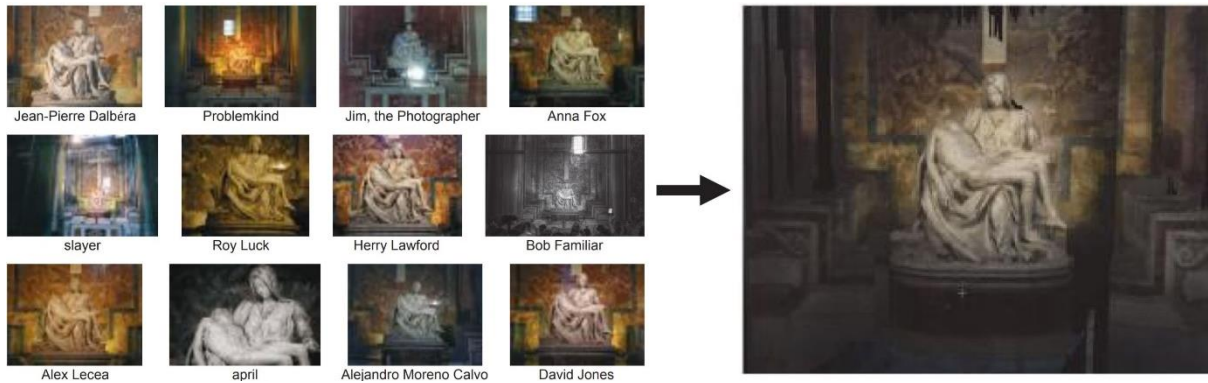 Jean-Pierre Dalbéra
Problemkind
Jim, the Photographer
Anna Fox
slayer
Roy Luck
Herry Lawford
Bob Familiar
Alex Lecea
april
Alejandro Moreno Calvo
David Jones